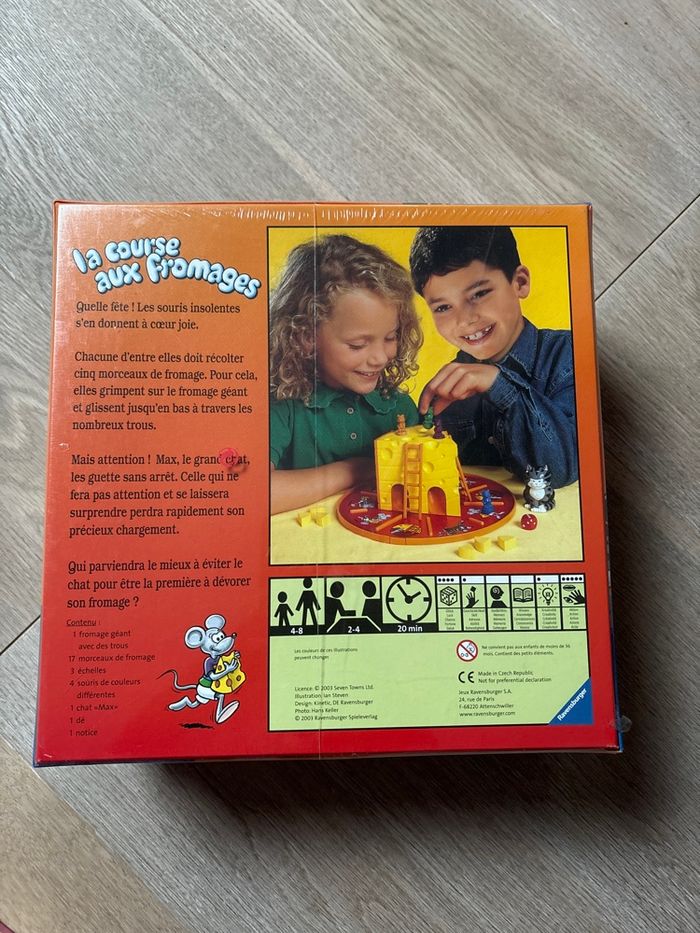 la course
aux fromages
Quelle fête ! Les souris insolentes
s'en donnent à cœur joie.
Chacune d'entre elles doit récolter
cinq morceaux de fromage. Pour cela,
elles grimpent sur le fromage géant
et glissent jusqu'en bas à travers les
nombreux trous.
Mais attention ! Max, le grand chat,
les guette sans arrêt. Celle qui ne
fera pas attention et se laissera
surprendre perdra rapidement son
précieux chargement.
Qui parviendra le mieux à éviter le
chat pour être la première à dévorer
son fromage ?
Contenu :
1 fromage géant
avec des trous
17 morceaux de fromage
3 échelles
4 souris de couleurs
différentes
1 chat «Max»
1 dé
1 notice
4-8
2-4
20 min
Les couleurs de ces illustrations
peuvent changer
Ne convient pas aux enfants de moins de 36
mois. Contient des petits éléments.
Licence: © 2003 Seven Towns Ltd.
Illustration: Ian Steven
Design: Kinetic, DE Ravensburger
Photo: Hans Keller
© 2003 Ravensburger Spieleverlag
CE Made in Czech Republic
Not for preferential declaration
Jeux Ravensburger S.A.
24, rue de Paris
F-68220 Attenschwiller
www.ravensburger.com
Ravensburger